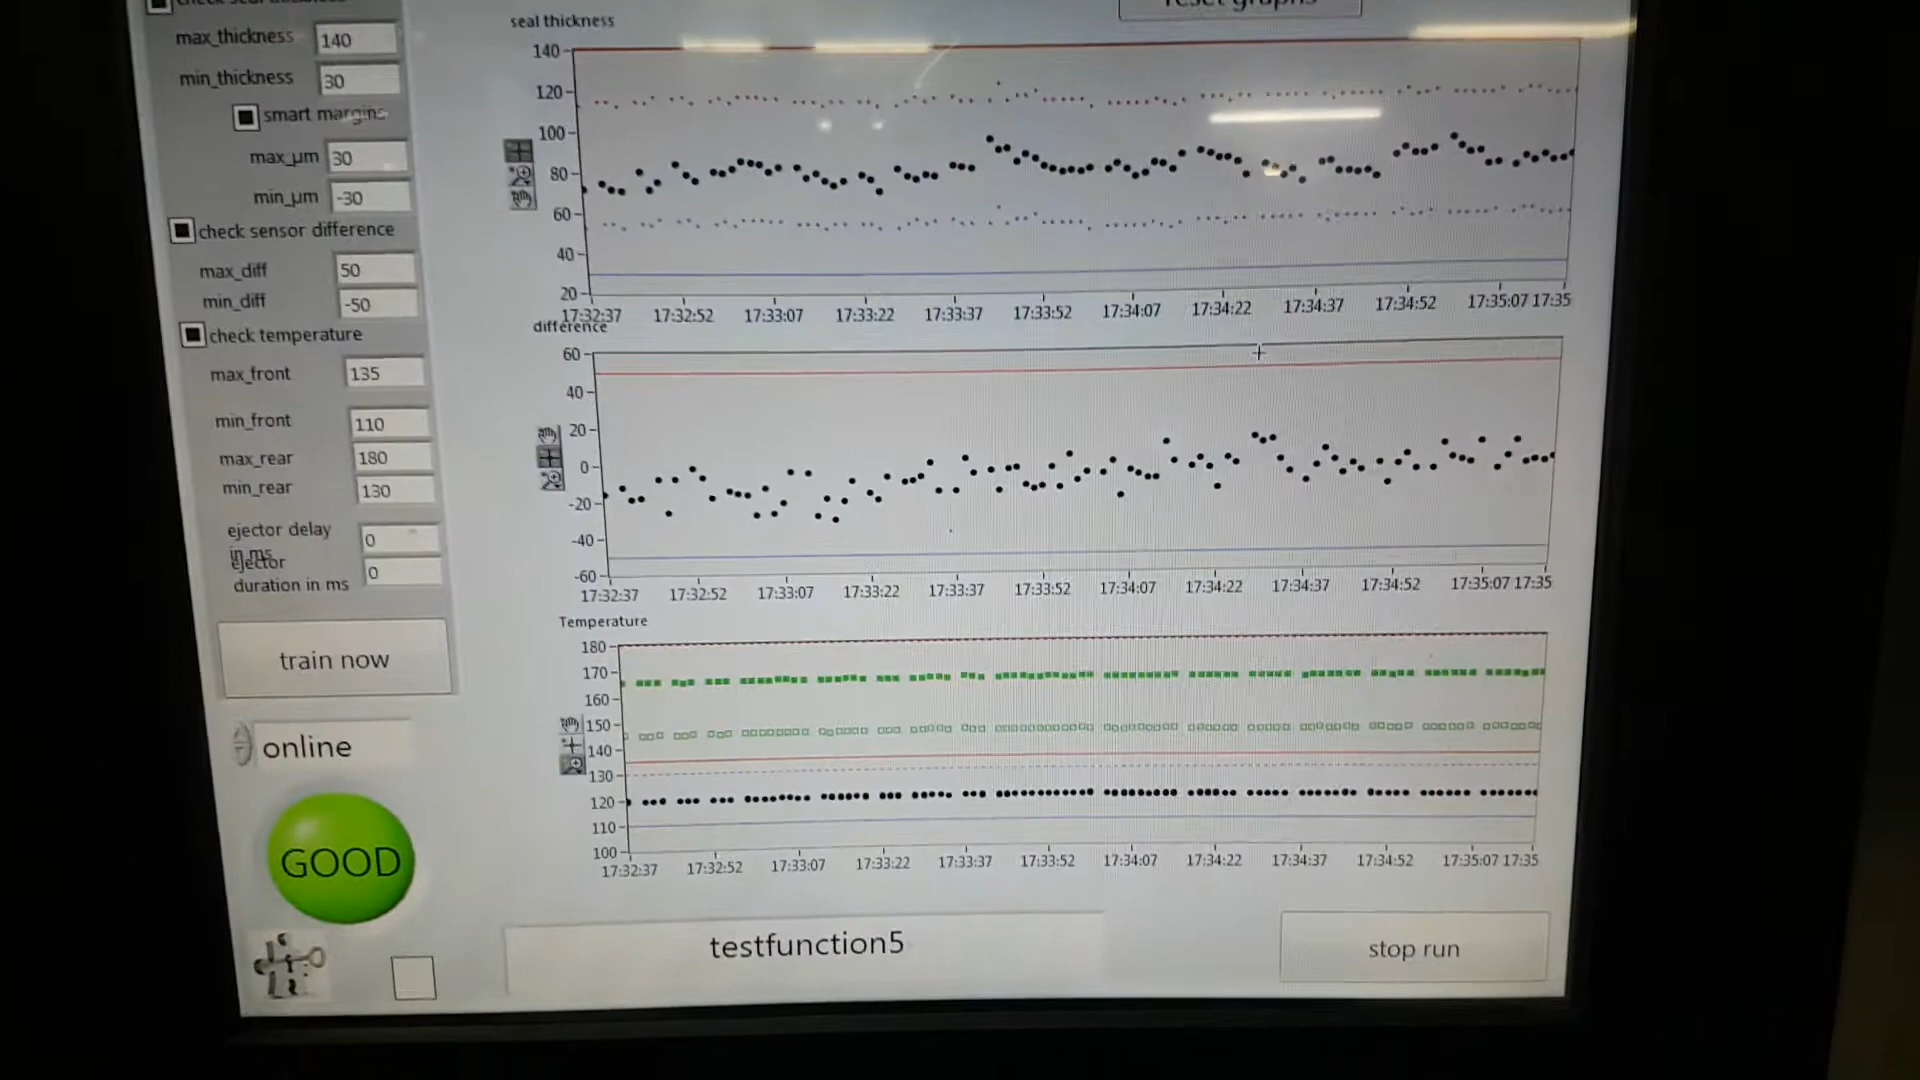 seal thickness
max_thickness 140
min_thickness 30
smart margins
max_µm 30
min_µm -30
check sensor difference
max_diff 50
min_diff -50
check temperature
max_front 135
min_front 110
max_rear 180
min_rear 130
ejector delay
in ms 0
ejector
duration in ms 0
train now
online
GOOD
140
120
100
80
60
40
20
17:32:37 17:32:52 17:33:07 17:33:22 17:33:37 17:33:52 17:34:07 17:34:22 17:34:37 17:34:52 17:35:07 17:35
difference
60
40
20
0
-20
-40
-60
17:32:37 17:32:52 17:33:07 17:33:22 17:33:37 17:33:52 17:34:07 17:34:22 17:34:37 17:34:52 17:35:07 17:35
Temperature
180
170
160
150
140
130
120
110
100
17:32:37 17:32:52 17:33:07 17:33:22 17:33:37 17:33:52 17:34:07 17:34:22 17:34:37 17:34:52 17:35:07 17:35
testfunction5
stop run